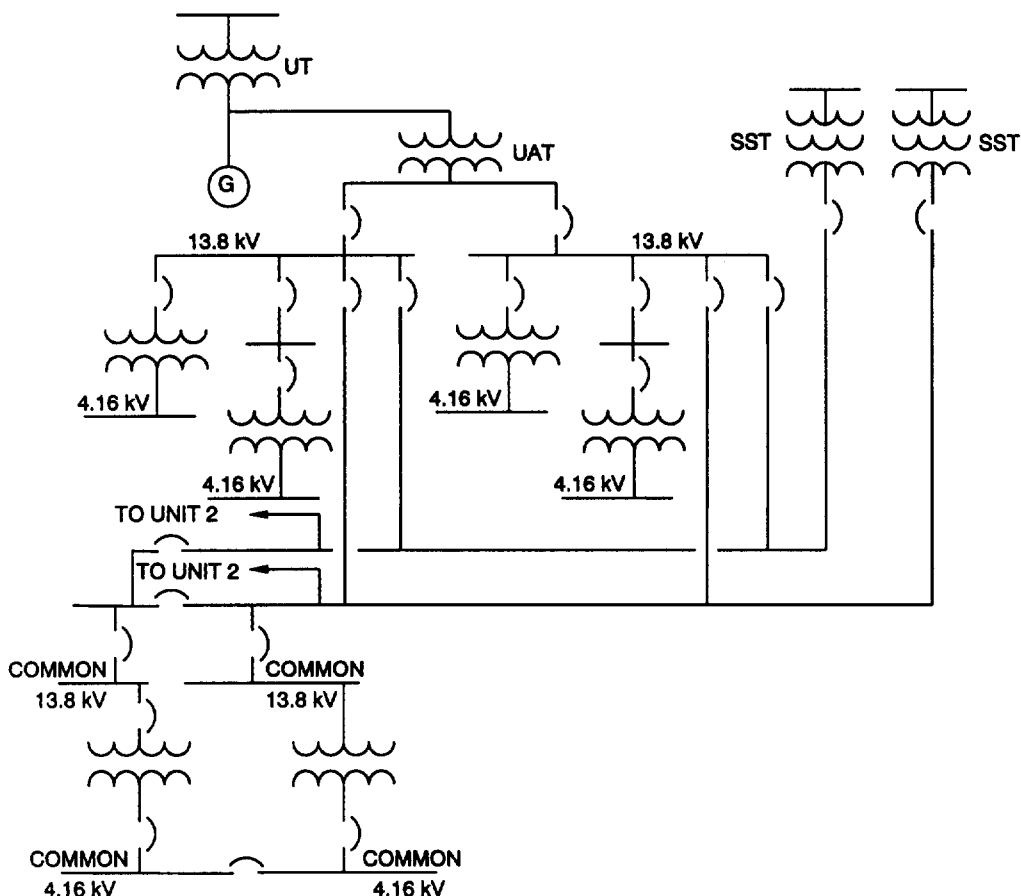 UT
SST
SST
UAT
G
13.8 kV
13.8 kV
4.16 kV
4.16 kV
4.16 kV
4.16 kV
TO UNIT 2
TO UNIT 2
COMMON
13.8 kV
COMMON
13.8 kV
COMMON
4.16 kV
COMMON
4.16 kV